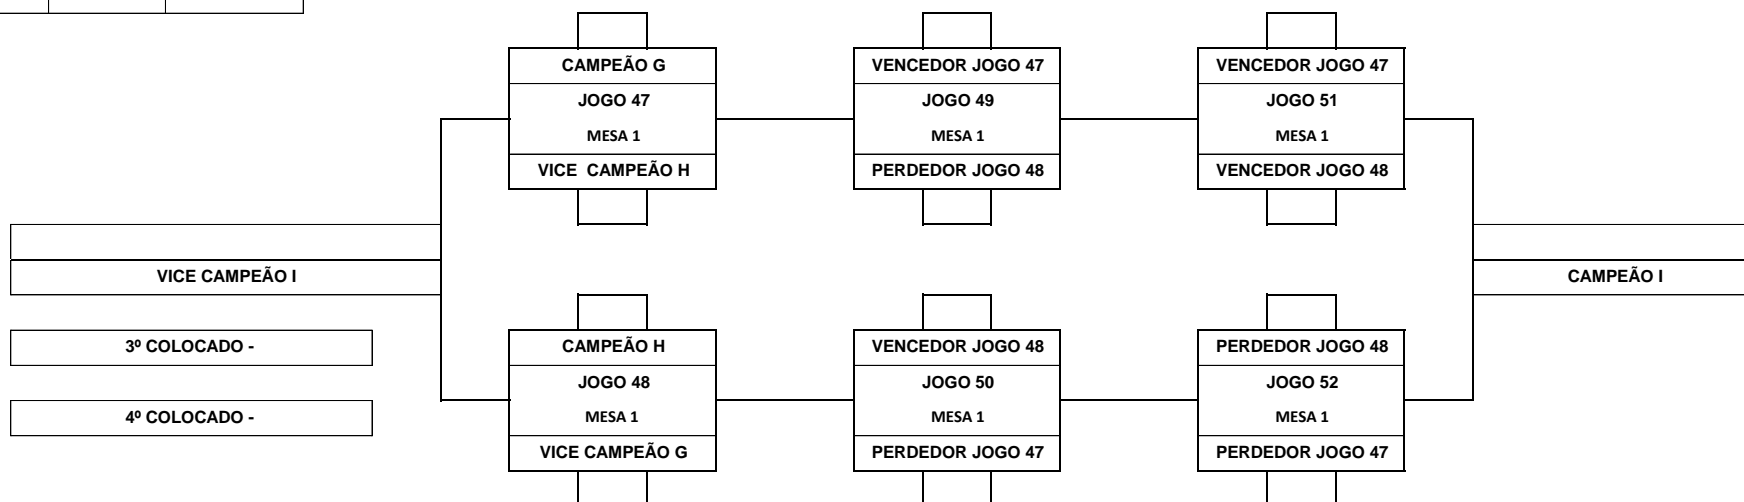 CAMPEÃO G
JOGO 47
MESA 1
VICE  CAMPEÃO H
VENCEDOR JOGO 47
JOGO 49
MESA 1
PERDEDOR JOGO 48
VENCEDOR JOGO 47
JOGO 51
MESA 1
VENCEDOR JOGO 48
VICE CAMPEÃO I
CAMPEÃO I
3º COLOCADO -
4º COLOCADO -
CAMPEÃO H
JOGO 48
MESA 1
VICE CAMPEÃO G
VENCEDOR JOGO 48
JOGO 50
MESA 1
PERDEDOR JOGO 47
PERDEDOR JOGO 48
JOGO 52
MESA 1
PERDEDOR JOGO 47